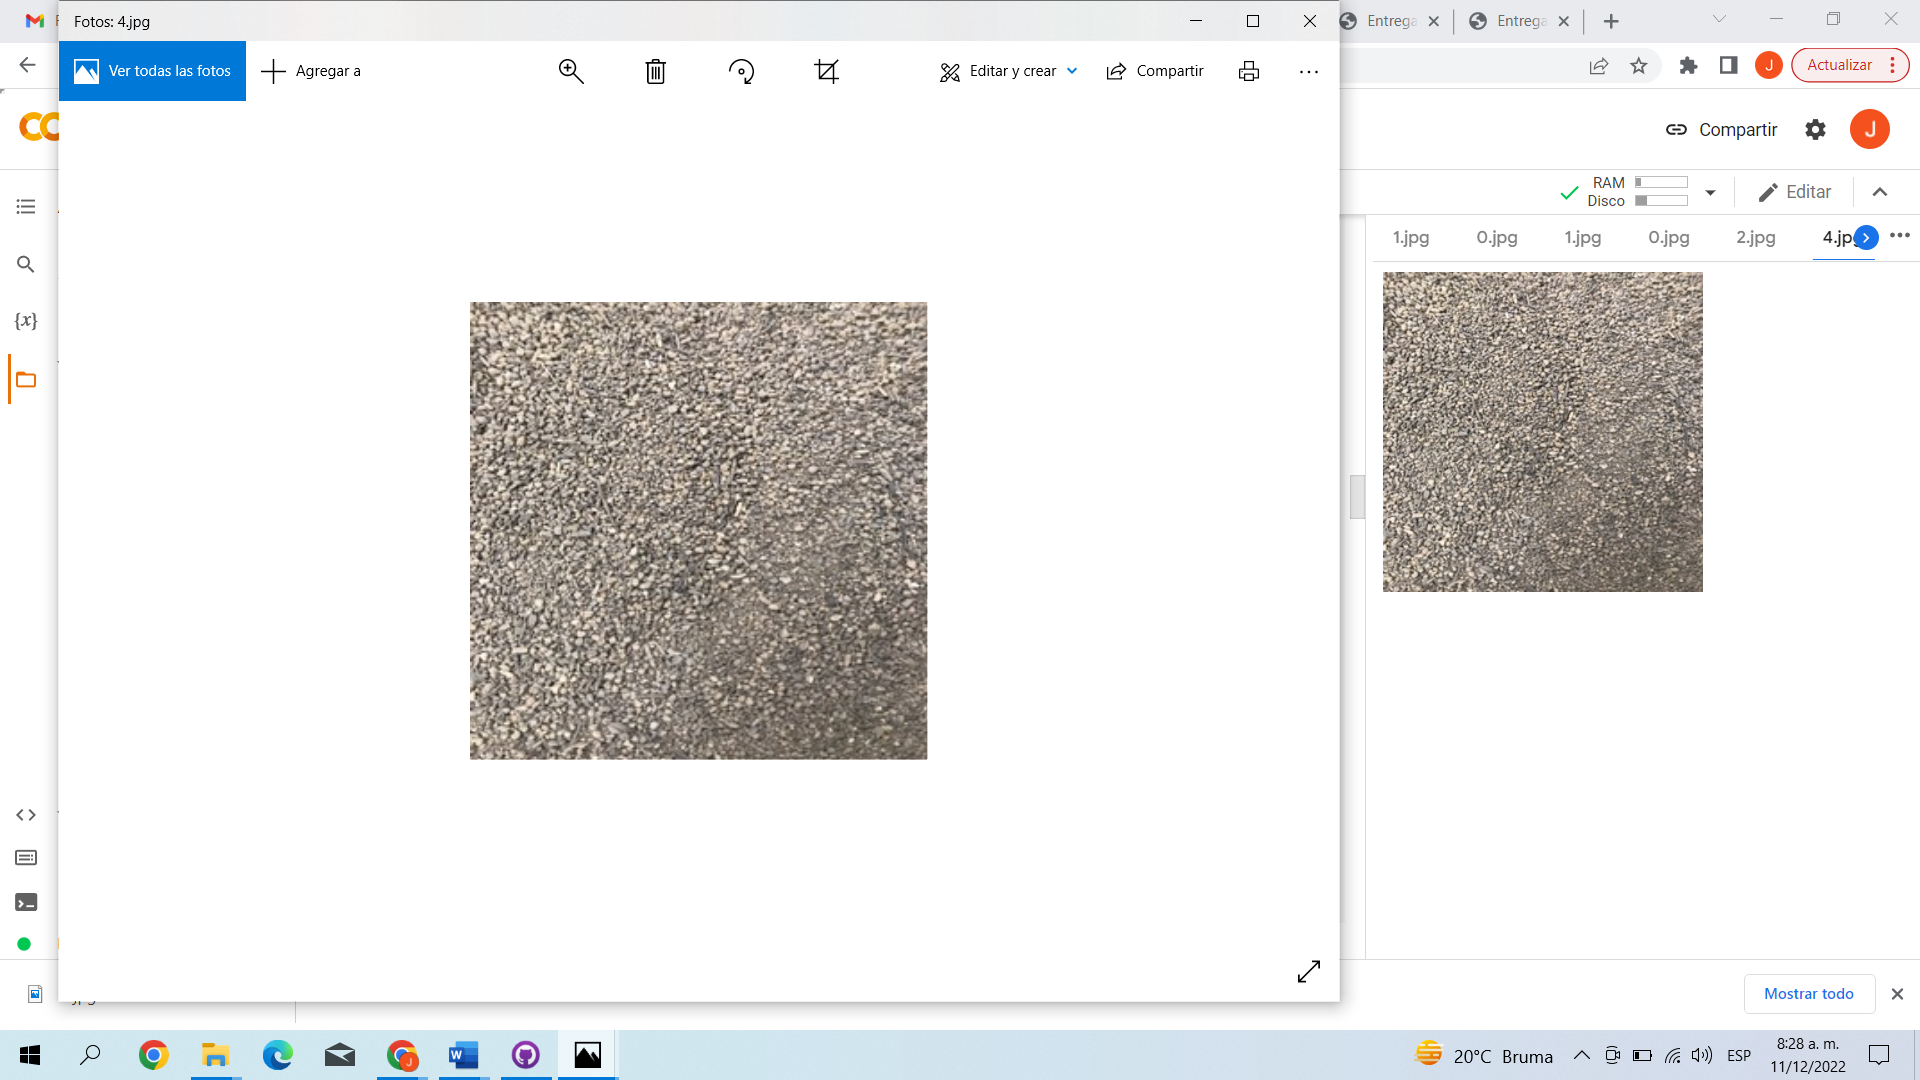 Fotos: 4.jpg
Entrega
Entrega
Ver todas las fotos
Agregar a
Editar y crear
Compartir
J
Actualizar
Compartir
J
RAM
Disco
Editar
{x}
1.jpg
0.jpg
1.jpg
0.jpg
2.jpg
4.jpg
Mostrar todo
20°C Bruma
ESP
8:28 a. m.
11/12/2022